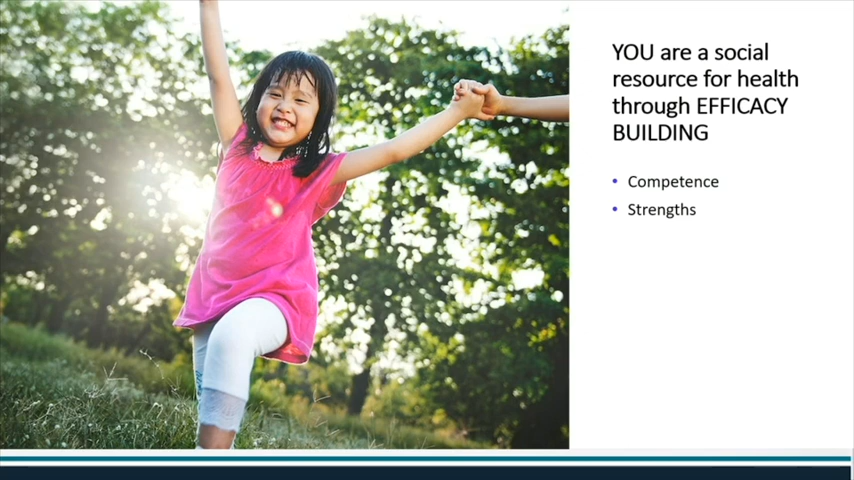 YOU are a social
resource for health
through EFFICACY
BUILDING
• Competence
• Strengths